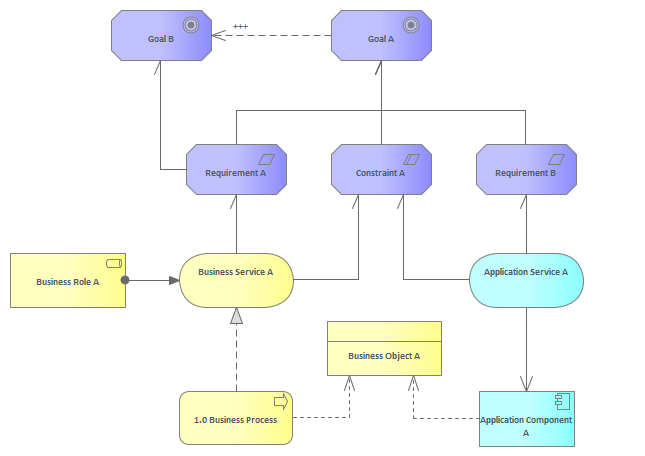 +++
Goal B
Goal A
Requirement A
Constraint A
Requirement B
Business Role A
Business Service A
Application Service A
Business Object A
1.0 Business Process
Application Component
A